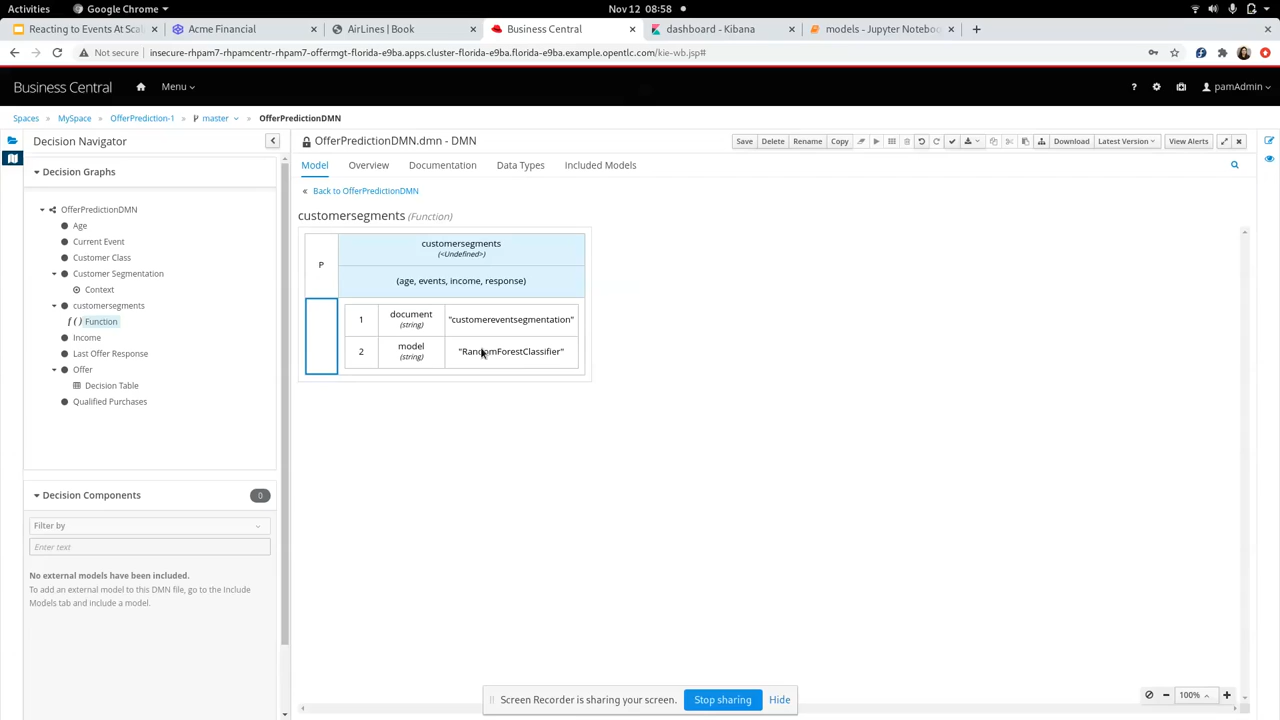 Activities
Google Chrome
Nov 12 08:58
Reacting to Events At Scal
Acme Financial
AirLines | Book
Business Central
dashboard - Kibana
models - Jupyter Noteboo
Not secure
insecure-rhpam7-rhpamcentr-rhpam7-offermgt-florida-e9ba.apps.cluster-florida-e9ba.florida-e9ba.example.opentlc.com/kie-wb.jsp#
Business Central
Menu
pamAdmin
Spaces
MySpace
OfferPrediction-1
master
OfferPredictionDMN
Decision Navigator
OfferPredictionDMN.dmn - DMN
Save
Delete
Rename
Copy
Download
Latest Version
View Alerts
Decision Graphs
Model
Overview
Documentation
Data Types
Included Models
« Back to OfferPredictionDMN
OfferPredictionDMN
Age
Current Event
Customer Class
Customer Segmentation
Context
customersegments
f ( ) Function
Income
Last Offer Response
Offer
Decision Table
Qualified Purchases
customersegments (Function)
P
customersegments
(<Undefined>)
(age, events, income, response)
1
document
(string)
"customereventsegmentation"
2
model
(string)
"RandomForestClassifier"
Decision Components
0
Filter by
Enter text
No external models have been included.
To add an external model to this DMN file, go to the Include
Models tab and include a model.
100%
Screen Recorder is sharing your screen.
Stop sharing
Hide